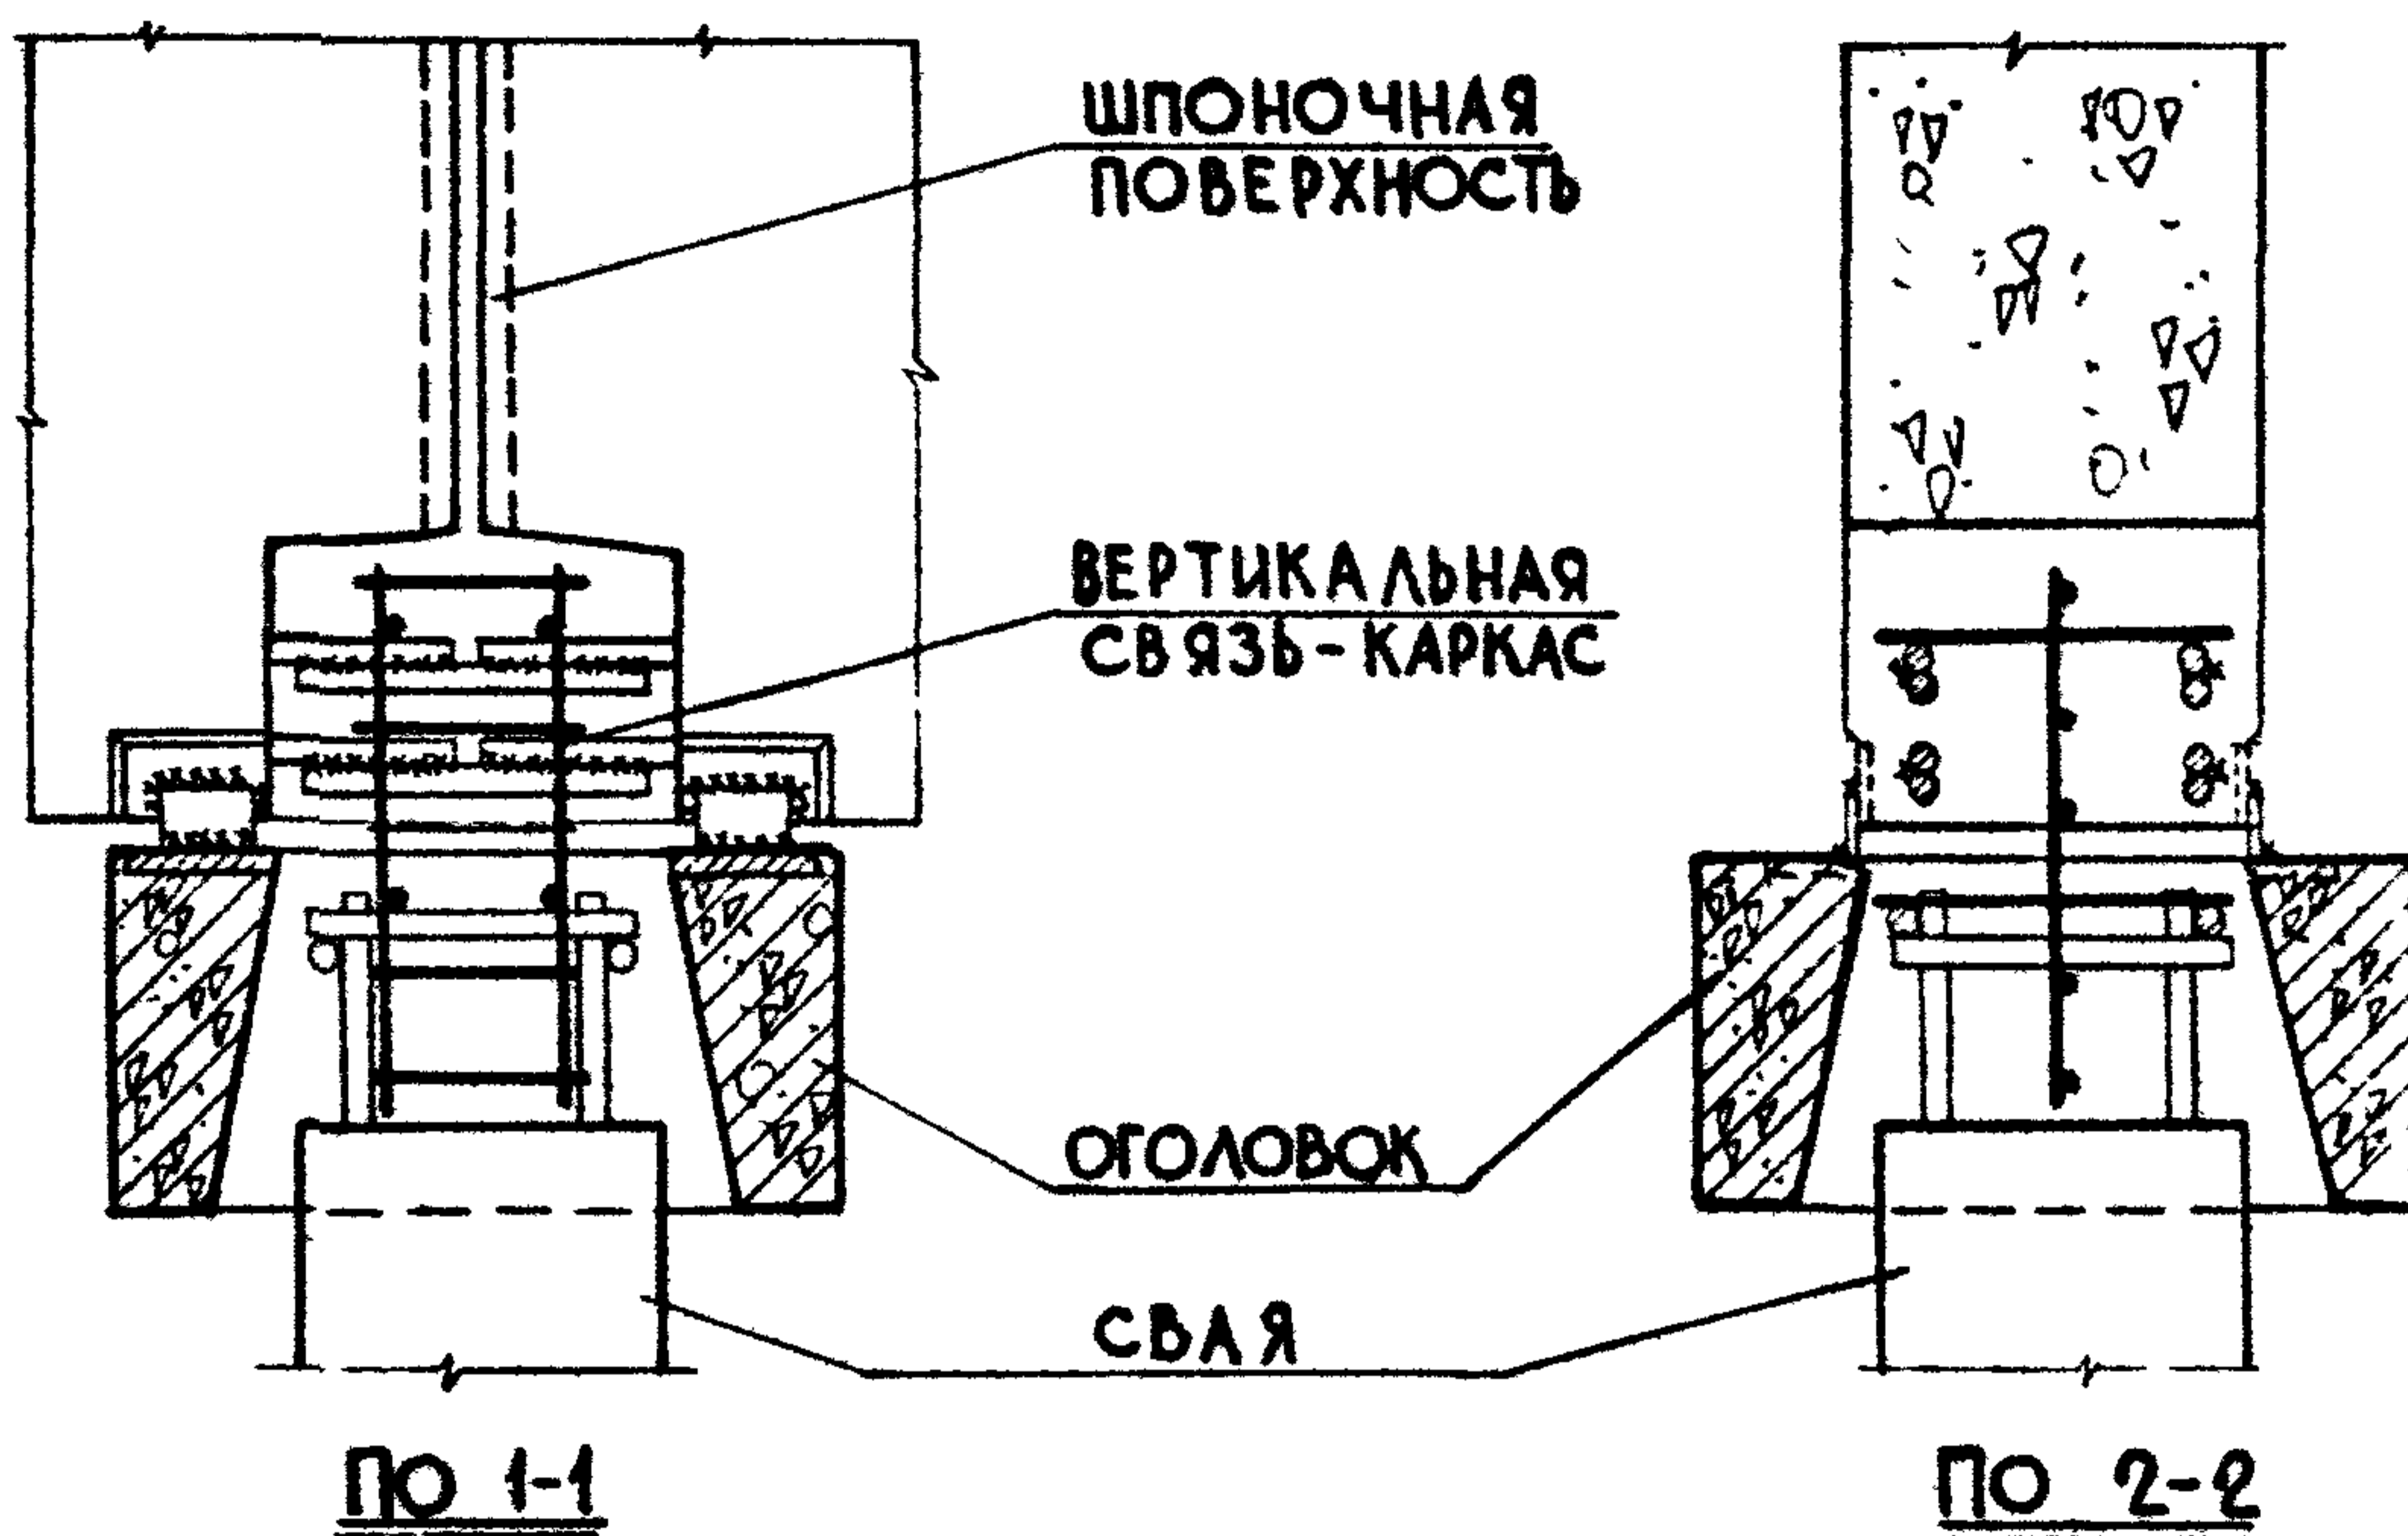 ШПОНОЧНАЯ
ПОВЕРХНОСТЬ
ВЕРТИКАЛЬНАЯ
СВЯЗЬ-КАРКАС
ОГОЛОВОК
СВАЯ
ПО 1-1
ПО 2-2